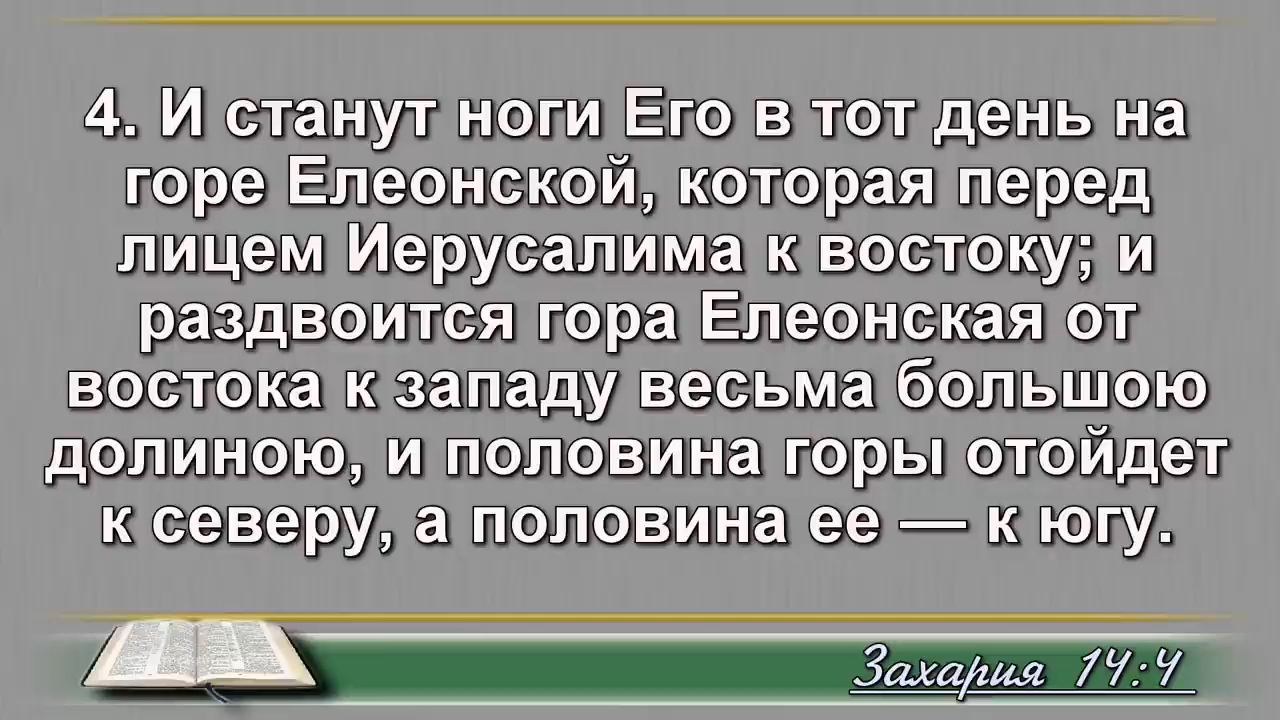 4. И станут ноги Его в тот день на
горе Елеонской, которая перед
лицем Иерусалима к востоку; и
раздвоится гора Елеонская от
востока к западу весьма большою
долиною, и половина горы отойдет
к северу, а половина ее — к югу.
Захария 14:4